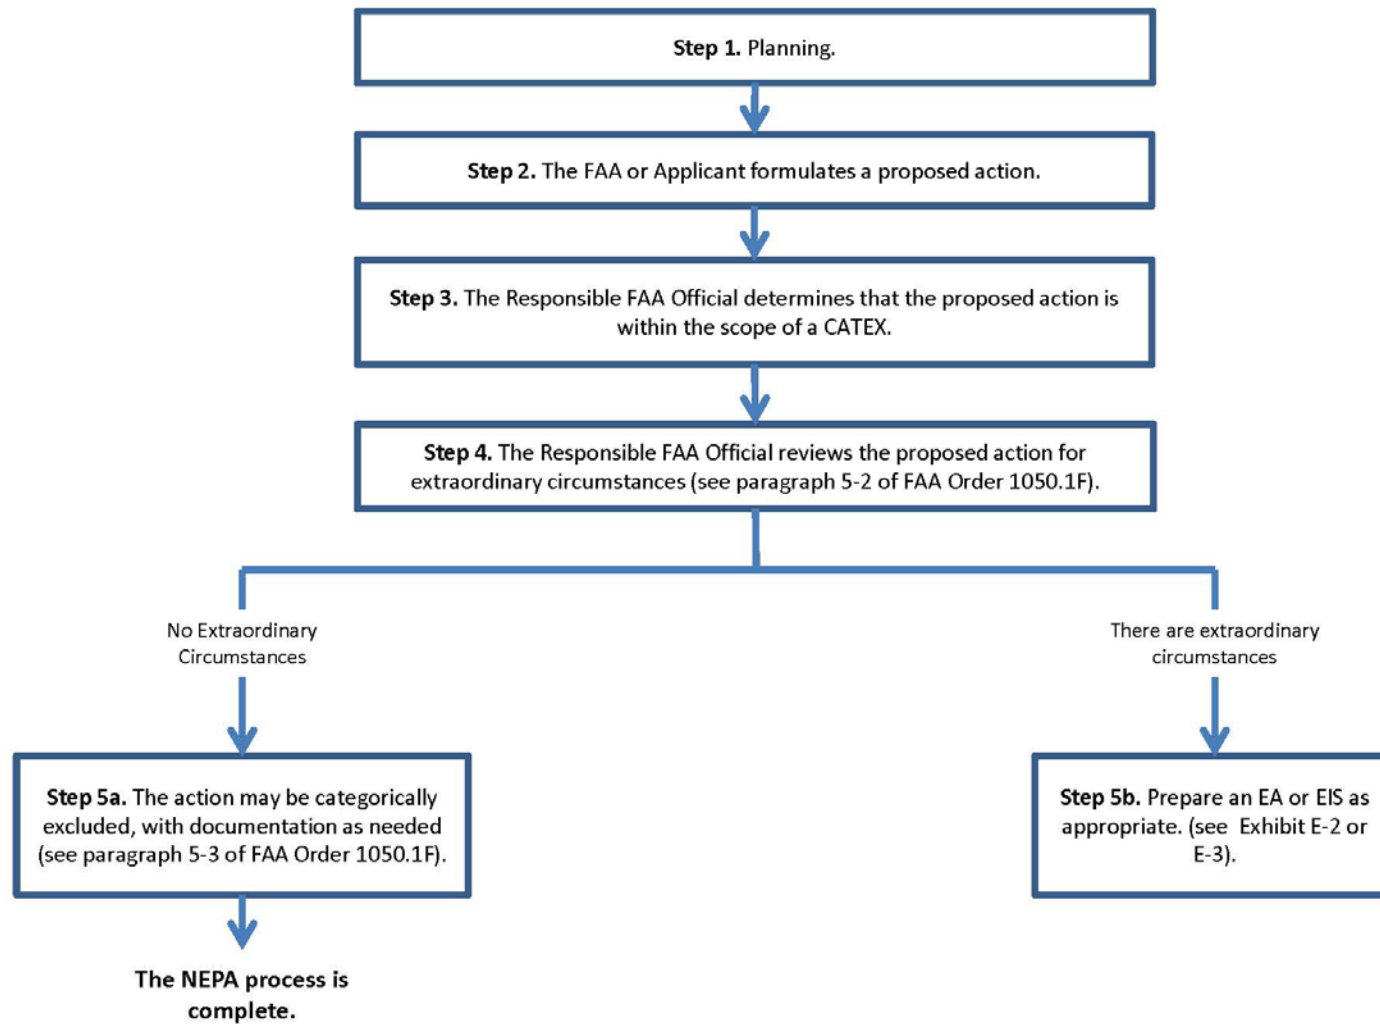 Step 1. Planning.
Step 2. The FAA or Applicant formulates a proposed action.
Step 3. The Responsible FAA Official determines that the proposed action is
within the scope of a CATEX.
Step 4. The Responsible FAA Official reviews the proposed action for
extraordinary circumstances (see paragraph 5-2 of FAA Order 1050.1F).
No Extraordinary
Circumstances
There are extraordinary
circumstances
Step 5a. The action may be categorically
excluded, with documentation as needed
(see paragraph 5-3 of FAA Order 1050.1F).
Step 5b. Prepare an EA or EIS as
appropriate. (see Exhibit E-2 or
E-3).
The NEPA process is
complete.